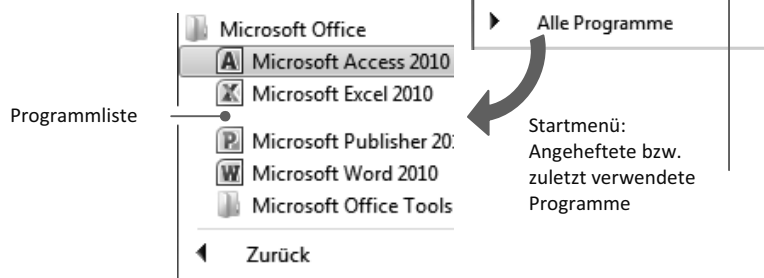 Programmliste
Microsoft Office
Microsoft Access 2010
Microsoft Excel 2010
Microsoft Publisher 20
Microsoft Word 2010
Microsoft Office Tools
Zurück
Alle Programme
Startmenü:
Angeheftete bzw.
zuletzt verwendete
Programme